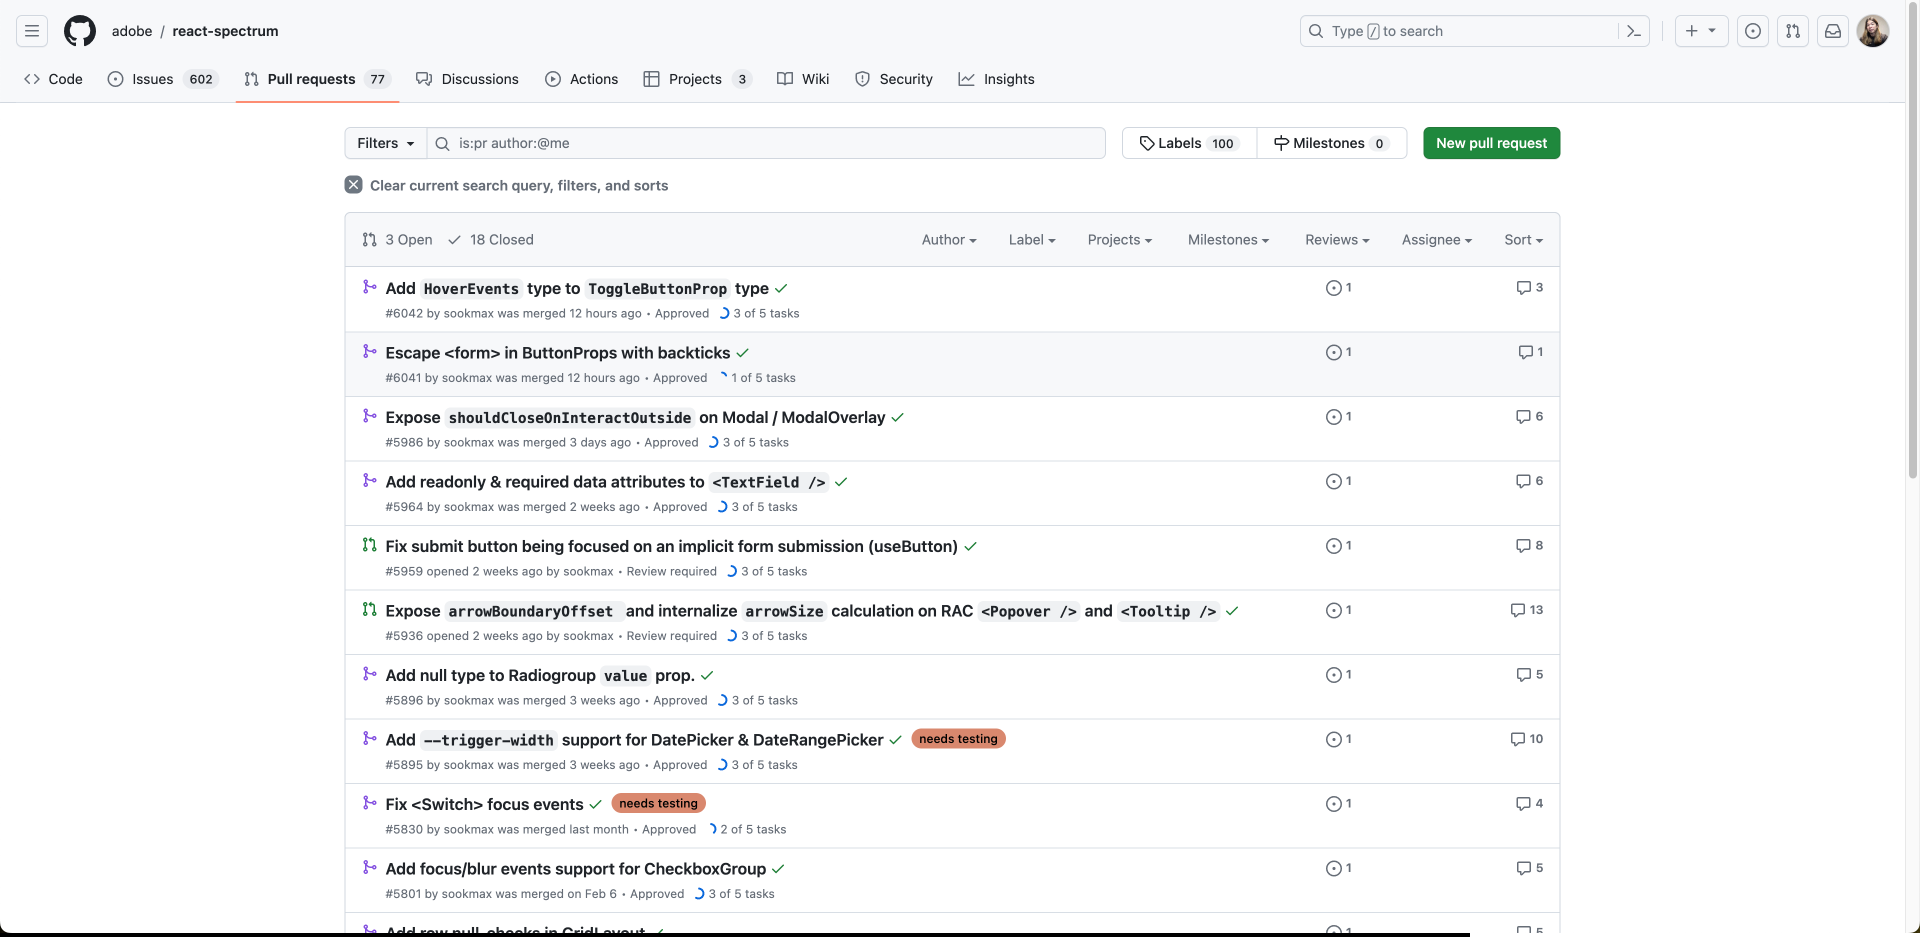 adobe / react-spectrum
Type / to search
Code
Issues 602
Pull requests 77
Discussions
Actions
Projects 3
Wiki
Security
Insights
Filters
is:pr author:@me
Labels 100
Milestones 0
New pull request
Clear current search query, filters, and sorts
3 Open
18 Closed
Author
Label
Projects
Milestones
Reviews
Assignee
Sort
Add HoverEvents type to ToggleButtonProp type
1
3
#6042 by sookmax was merged 12 hours ago • Approved 3 of 5 tasks
Escape <form> in ButtonProps with backticks
1
1
#6041 by sookmax was merged 12 hours ago • Approved 1 of 5 tasks
Expose shouldCloseOnInteractOutside on Modal / ModalOverlay
1
6
#5986 by sookmax was merged 3 days ago • Approved 3 of 5 tasks
Add readonly & required data attributes to <TextField />
1
6
#5964 by sookmax was merged 2 weeks ago • Approved 3 of 5 tasks
Fix submit button being focused on an implicit form submission (useButton)
1
8
#5959 opened 2 weeks ago by sookmax • Review required 3 of 5 tasks
Expose arrowBoundaryOffset and internalize arrowSize calculation on RAC <Popover /> and <Tooltip />
1
13
#5936 opened 2 weeks ago by sookmax • Review required 3 of 5 tasks
Add null type to Radiogroup value prop.
1
5
#5896 by sookmax was merged 3 weeks ago • Approved 3 of 5 tasks
Add --trigger-width support for DatePicker & DateRangePicker needs testing
1
10
#5895 by sookmax was merged 3 weeks ago • Approved 3 of 5 tasks
Fix <Switch> focus events needs testing
1
4
#5830 by sookmax was merged last month • Approved 2 of 5 tasks
Add focus/blur events support for CheckboxGroup
1
5
#5801 by sookmax was merged on Feb 6 • Approved 3 of 5 tasks
Add row null-checks in GridLayout
1
5